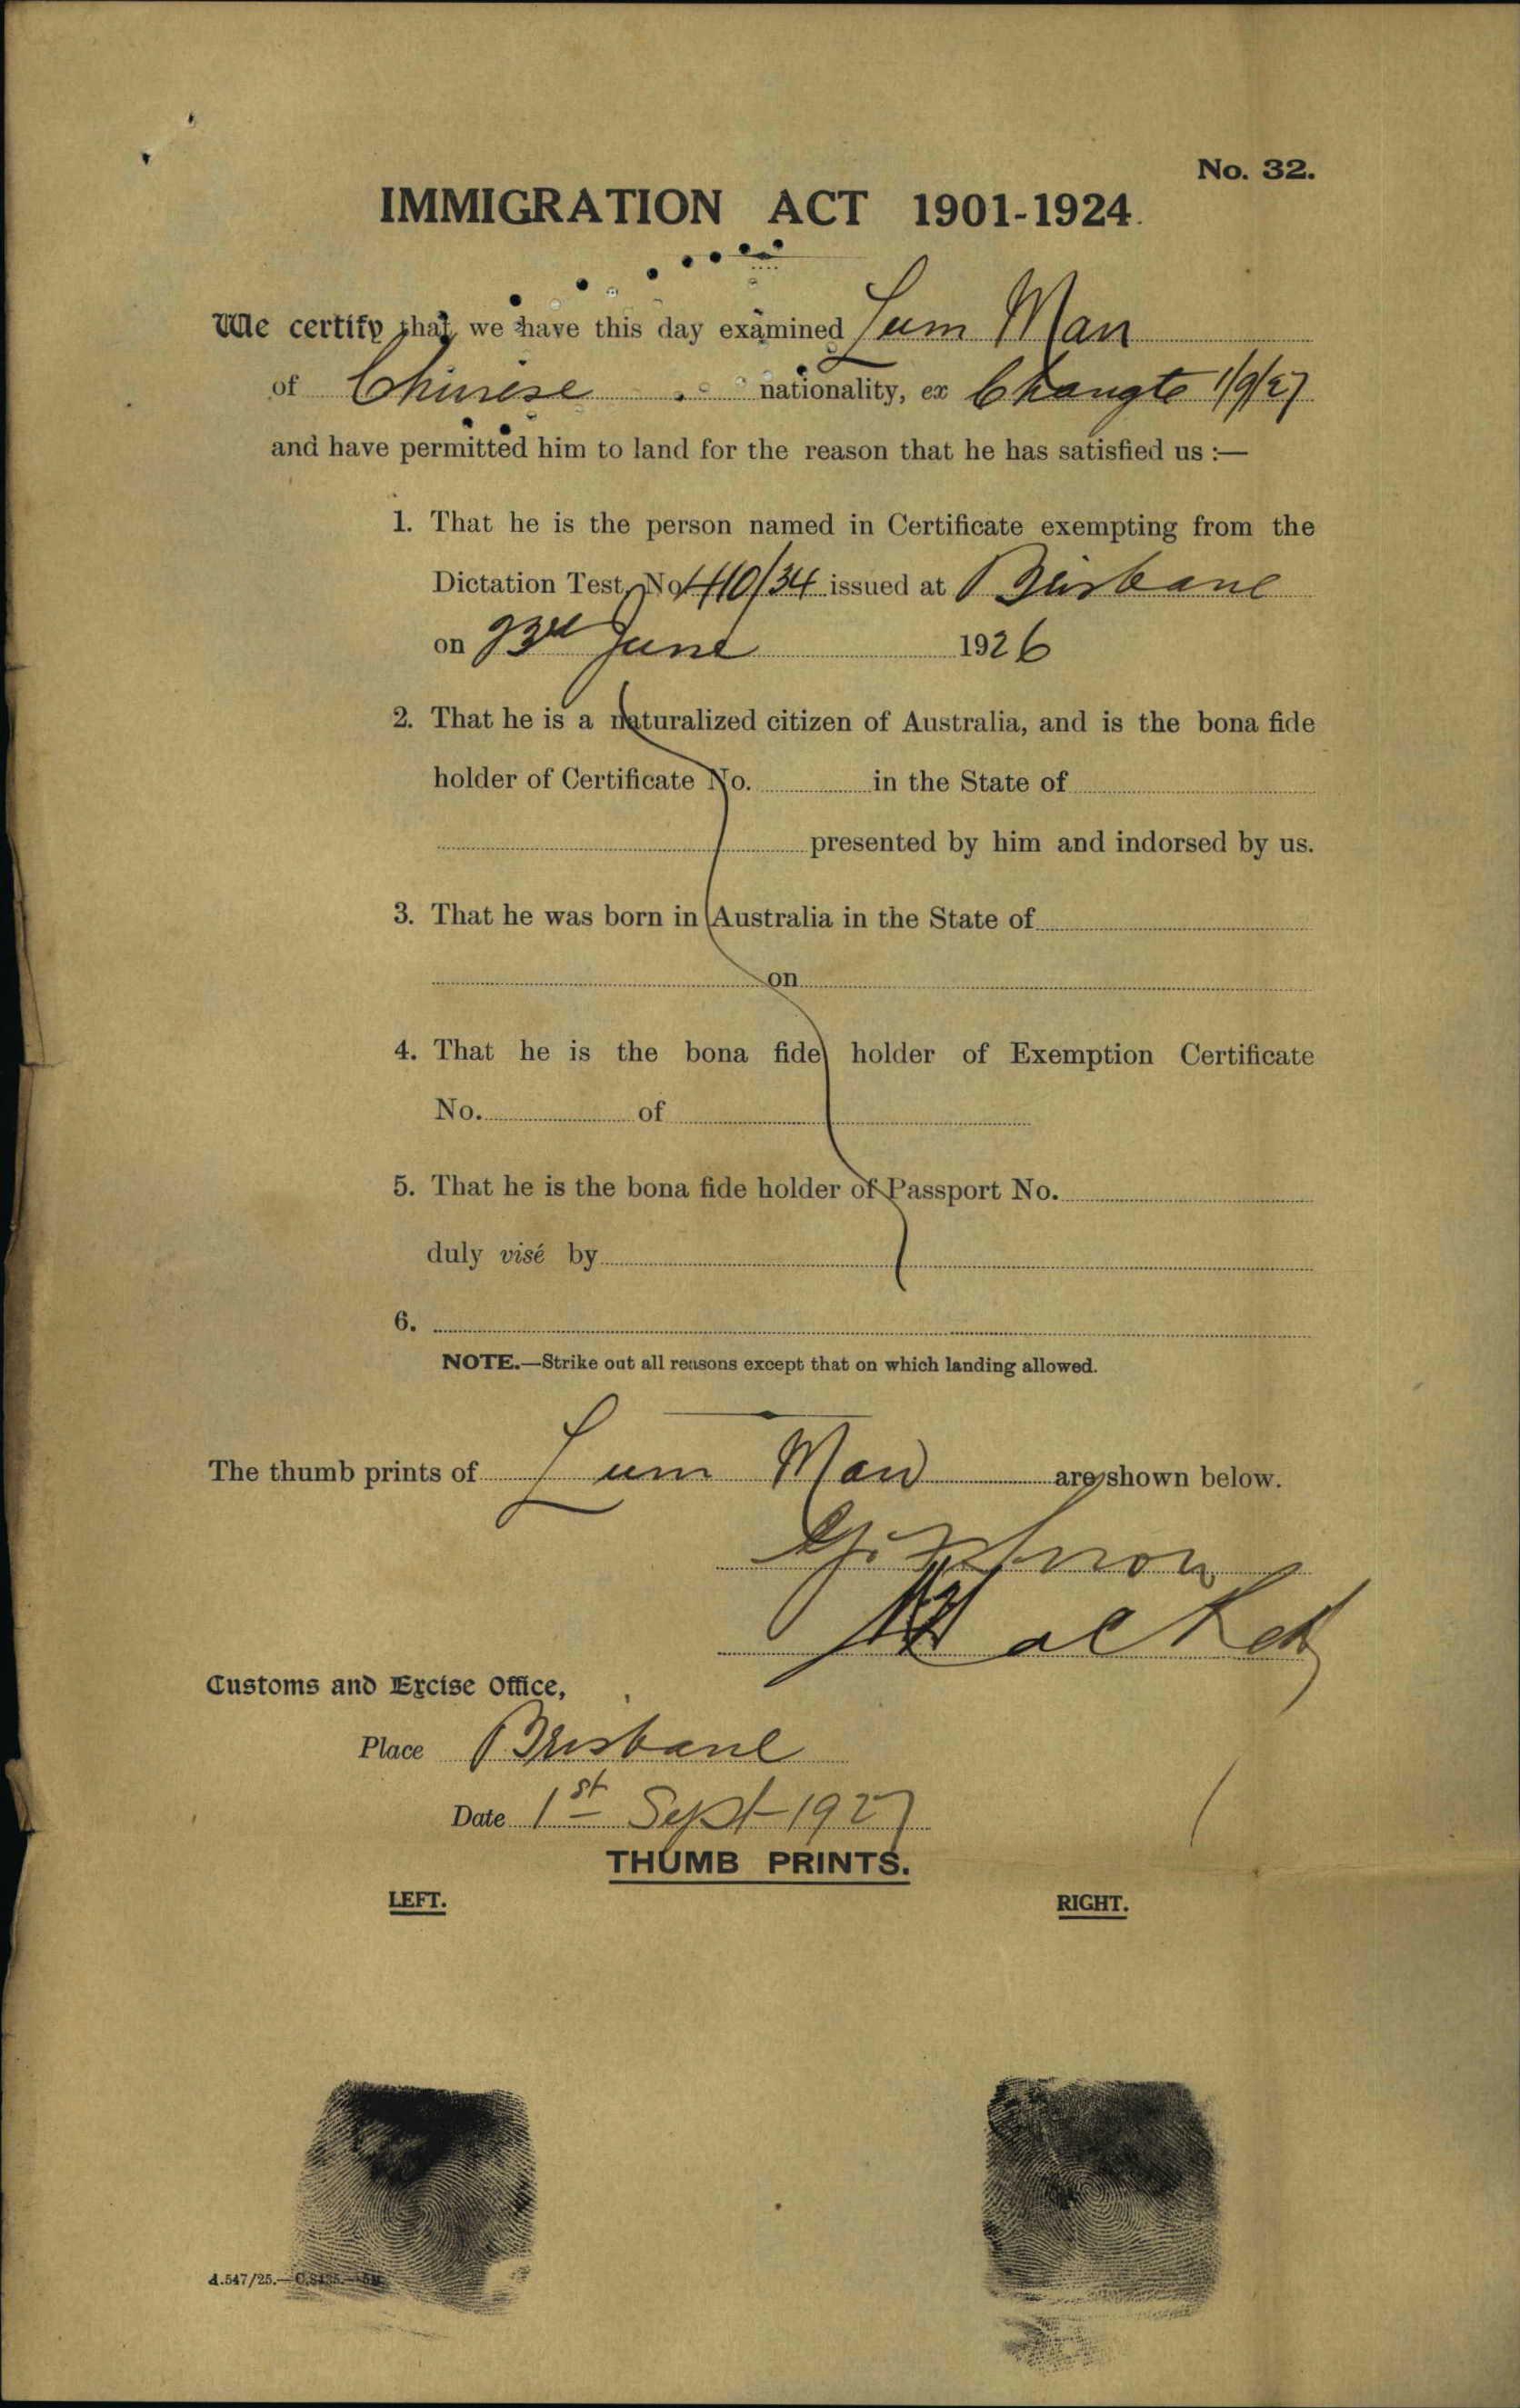 No. 32.
IMMIGRATION ACT 1901-1924.
We certify that we have this day examined Lum Man
of Chinese nationality, ex Changte 1/9/27
and have permitted him to land for the reason that he has satisfied us :—
1. That he is the person named in Certificate exempting from the
Dictation Test, No. 410/34 issued at Brisbane
on 23rd June 1926
2. That he is a naturalized citizen of Australia, and is the bona fide
holder of Certificate No. in the State of
presented by him and indorsed by us.
3. That he was born in Australia in the State of
on
4. That he is the bona fide holder of Exemption Certificate
No. of
5. That he is the bona fide holder of Passport No.
duly visé by
6.
NOTE.—Strike out all reasons except that on which landing allowed.
The thumb prints of Lum Man are shown below.
Customs and Excise Office,
Place Brisbane
Date 1st Sept 1927
THUMB PRINTS.
LEFT. RIGHT.
A.547/25.—